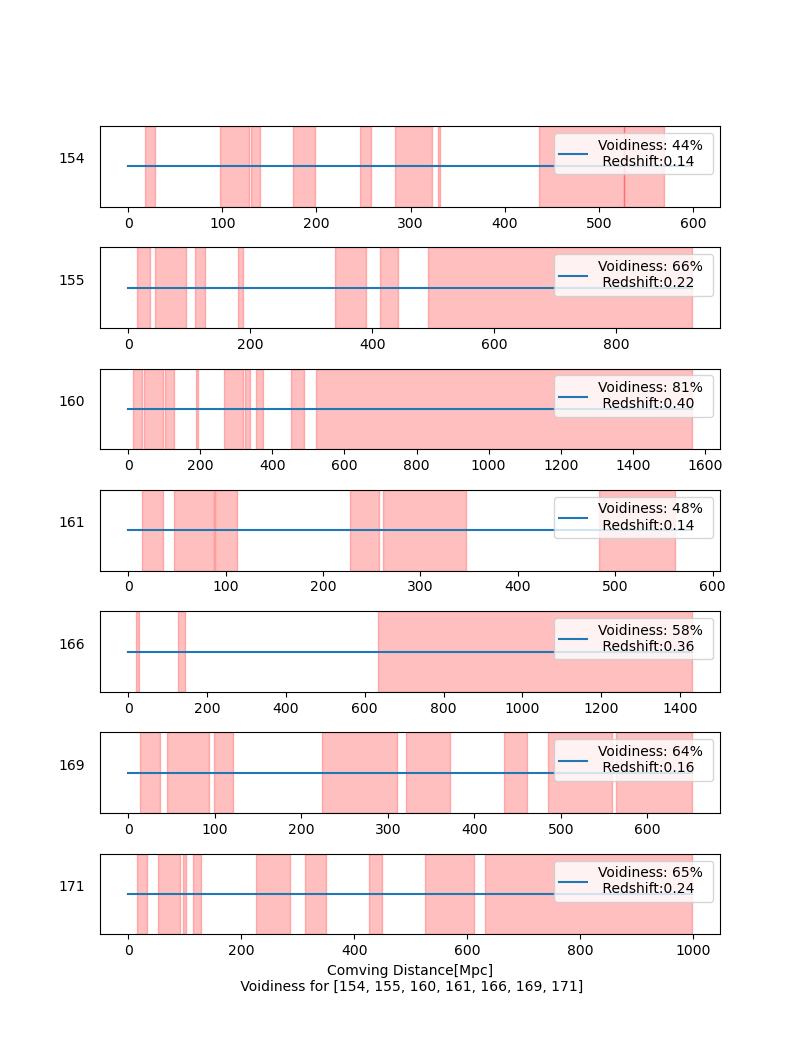 Voidiness: 44%
Redshift:0.14
154
0 100 200 300 400 500 600
Voidiness: 66%
Redshift:0.22
155
0 200 400 600 800
Voidiness: 81%
Redshift:0.40
160
0 200 400 600 800 1000 1200 1400 1600
Voidiness: 48%
Redshift:0.14
161
0 100 200 300 400 500 600
Voidiness: 58%
Redshift:0.36
166
0 200 400 600 800 1000 1200 1400
Voidiness: 64%
Redshift:0.16
169
0 100 200 300 400 500 600
Voidiness: 65%
Redshift:0.24
171
0 200 400 600 800 1000
Comving Distance[Mpc]
Voidiness for [154, 155, 160, 161, 166, 169, 171]